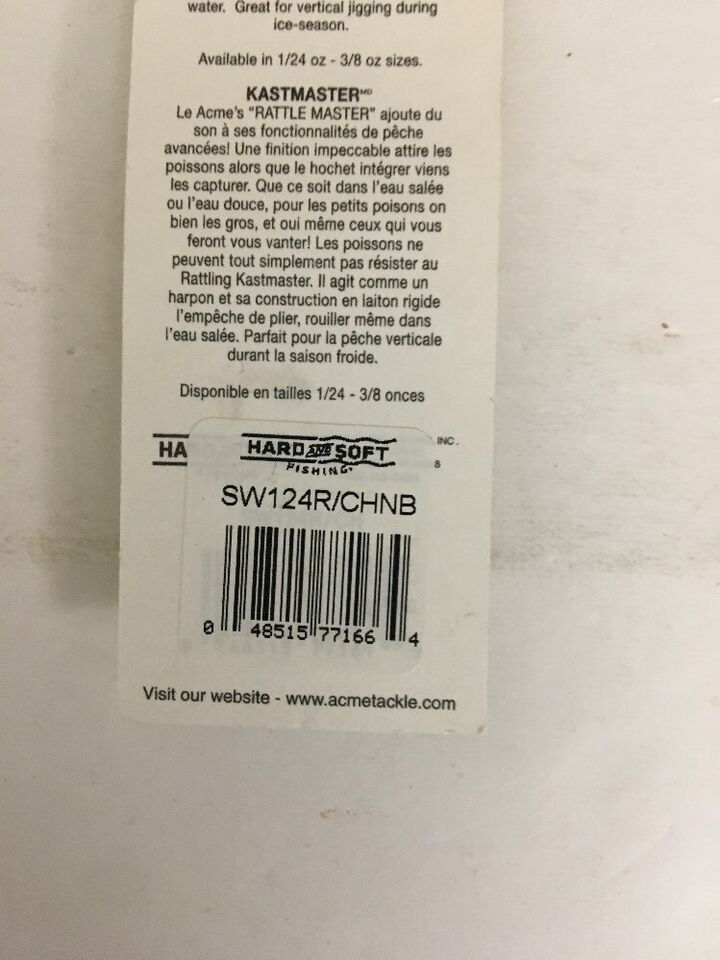 water. Great for vertical jigging during
ice-season.
Available in 1/24 oz - 3/8 oz sizes.
KASTMASTERᴹᴰ
Le Acme's "RATTLE MASTER" ajoute du
son à ses fonctionnalités de pêche
avancées! Une finition impeccable attire les
poissons alors que le hochet intégrer viens
les capturer. Que ce soit dans l'eau salée
ou l'eau douce, pour les petits poisons on
bien les gros, et oui même ceux qui vous
feront vous vanter! Les poissons ne
peuvent tout simplement pas résister au
Rattling Kastmaster. Il agit comme un
harpon et sa construction en laiton rigide
l'empêche de plier, rouiller même dans
l'eau salée. Parfait pour la pêche verticale
durant la saison froide.
Disponible en tailles 1/24 - 3/8 onces
HA
INC.
8
HARD AND SOFT
FISHING
SW124R/CHNB
0 48515 77166 4
Visit our website - www.acmetackle.com